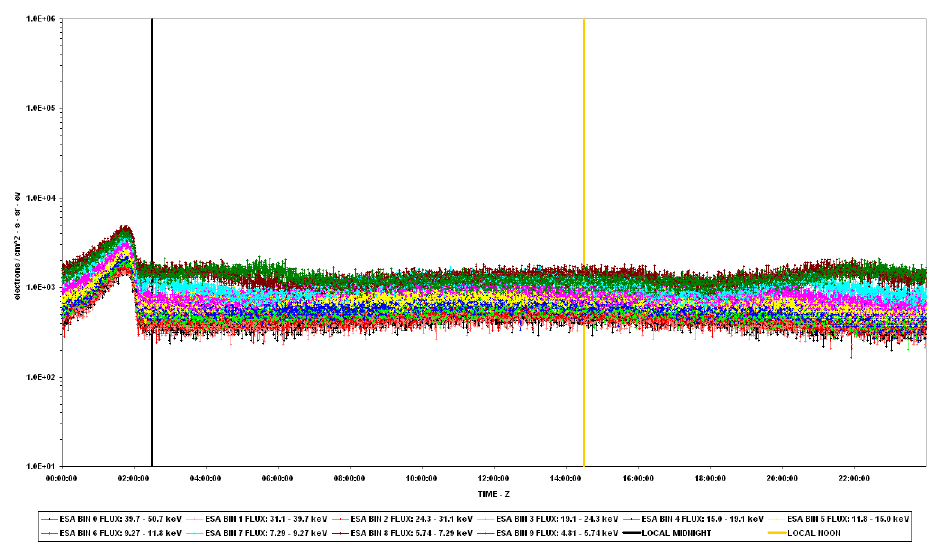 1.0E+06
1.0E+05
1.0E+04
1.0E+03
1.0E+02
1.0E+01
electrons / cm^2 - s - sr - ev
00:00:00 02:00:00 04:00:00 06:00:00 08:00:00 10:00:00 12:00:00 14:00:00 16:00:00 18:00:00 20:00:00 22:00:00
TIME - Z
ESA BIN 0 FLUX: 39.7 - 50.7 keV ESA BIN 1 FLUX: 31.1 - 39.7 keV ESA BIN 2 FLUX: 24.3 - 31.1 keV ESA BIN 3 FLUX: 19.1 - 24.3 keV ESA BIN 4 FLUX: 15.0 - 19.1 keV ESA BIN 5 FLUX: 11.8 - 15.0 keV
ESA BIN 6 FLUX: 9.27 - 11.8 keV ESA BIN 7 FLUX: 7.29 - 9.27 keV ESA BIN 8 FLUX: 5.74 - 7.29 keV ESA BIN 9 FLUX: 4.81 - 5.74 keV LOCAL MIDNIGHT LOCAL NOON